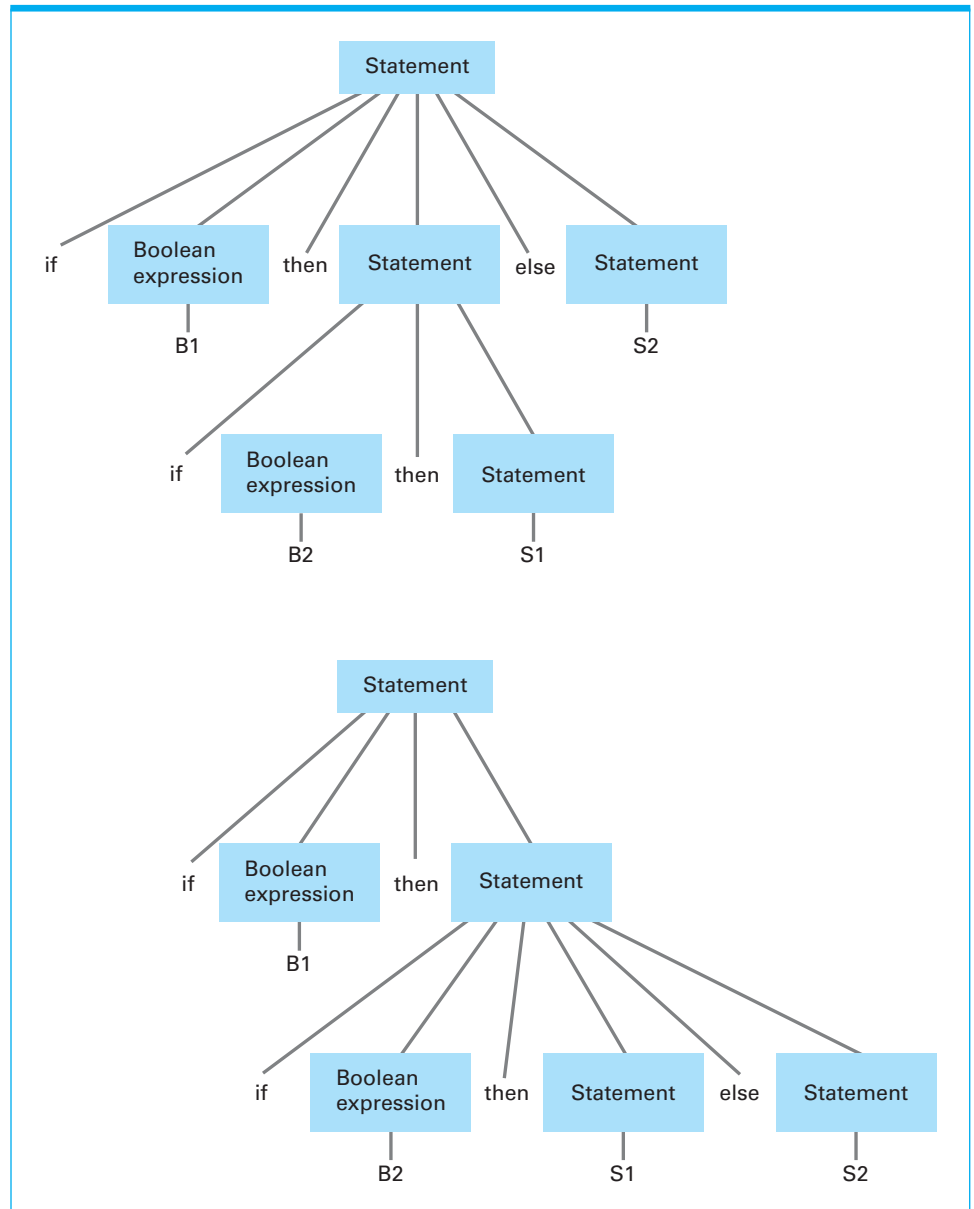 Statement
if
Boolean
expression
then
Statement
else
Statement
B1
S2
if
Boolean
expression
then
Statement
B2
S1
Statement
if
Boolean
expression
then
Statement
B1
if
Boolean
expression
then
Statement
else
Statement
B2
S1
S2